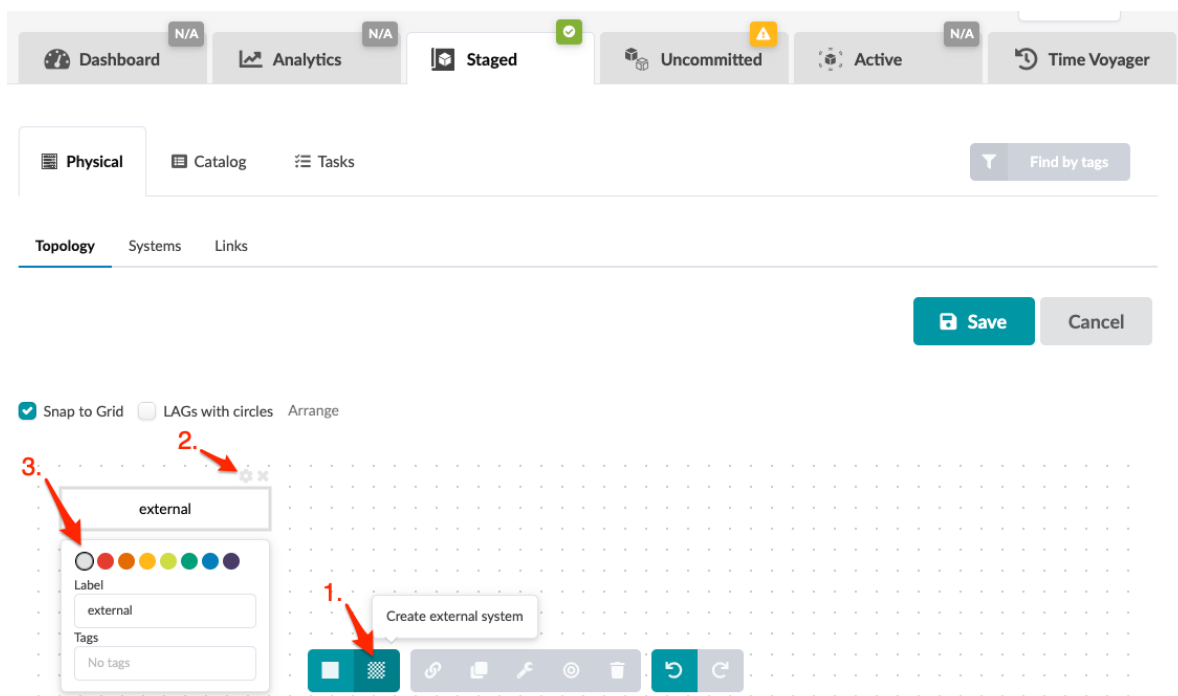 N/A N/A N/A
Dashboard Analytics Staged Uncommitted Active Time Voyager
Physical Catalog Tasks Find by tags
Topology Systems Links
Save Cancel
Snap to Grid LAGs with circles Arrange
2.
3.
external
Label
external
Tags
No tags
1.
Create external system